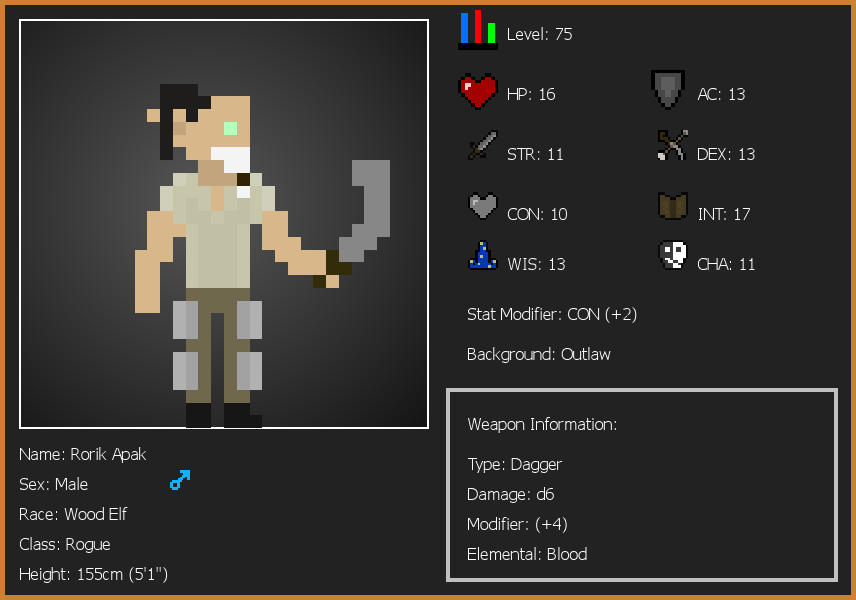 Level: 75
HP: 16
AC: 13
STR: 11
DEX: 13
CON: 10
INT: 17
WIS: 13
CHA: 11
Stat Modifier: CON (+2)
Background: Outlaw
Weapon Information:
Type: Dagger
Damage: d6
Modifier: (+4)
Elemental: Blood
Name: Rorik Apak
Sex: Male
Race: Wood Elf
Class: Rogue
Height: 155cm (5'1")